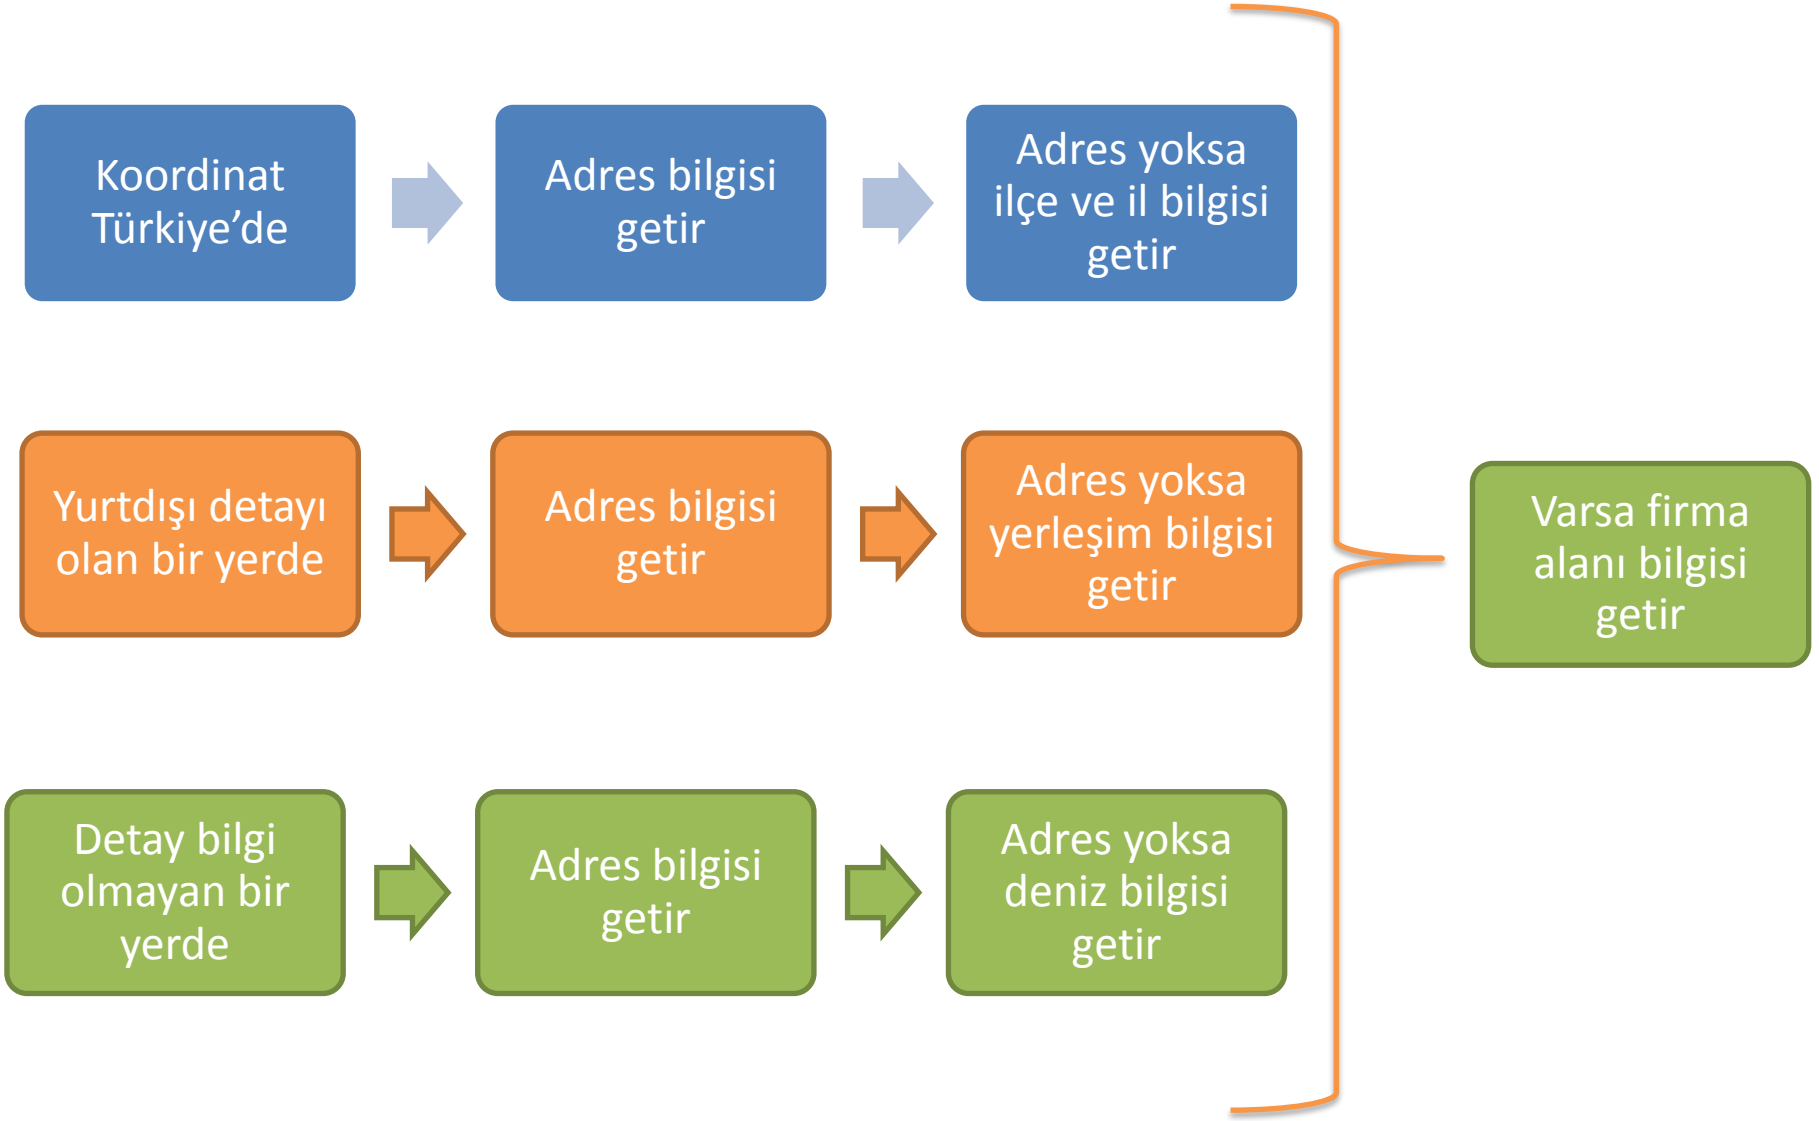 Koordinat
Türkiye’de
Adres bilgisi
getir
Adres yoksa
ilçe ve il bilgisi
getir
Yurtdışı detayı
olan bir yerde
Adres bilgisi
getir
Adres yoksa
yerleşim bilgisi
getir
Varsa firma
alanı bilgisi
getir
Detay bilgi
olmayan bir
yerde
Adres bilgisi
getir
Adres yoksa
deniz bilgisi
getir